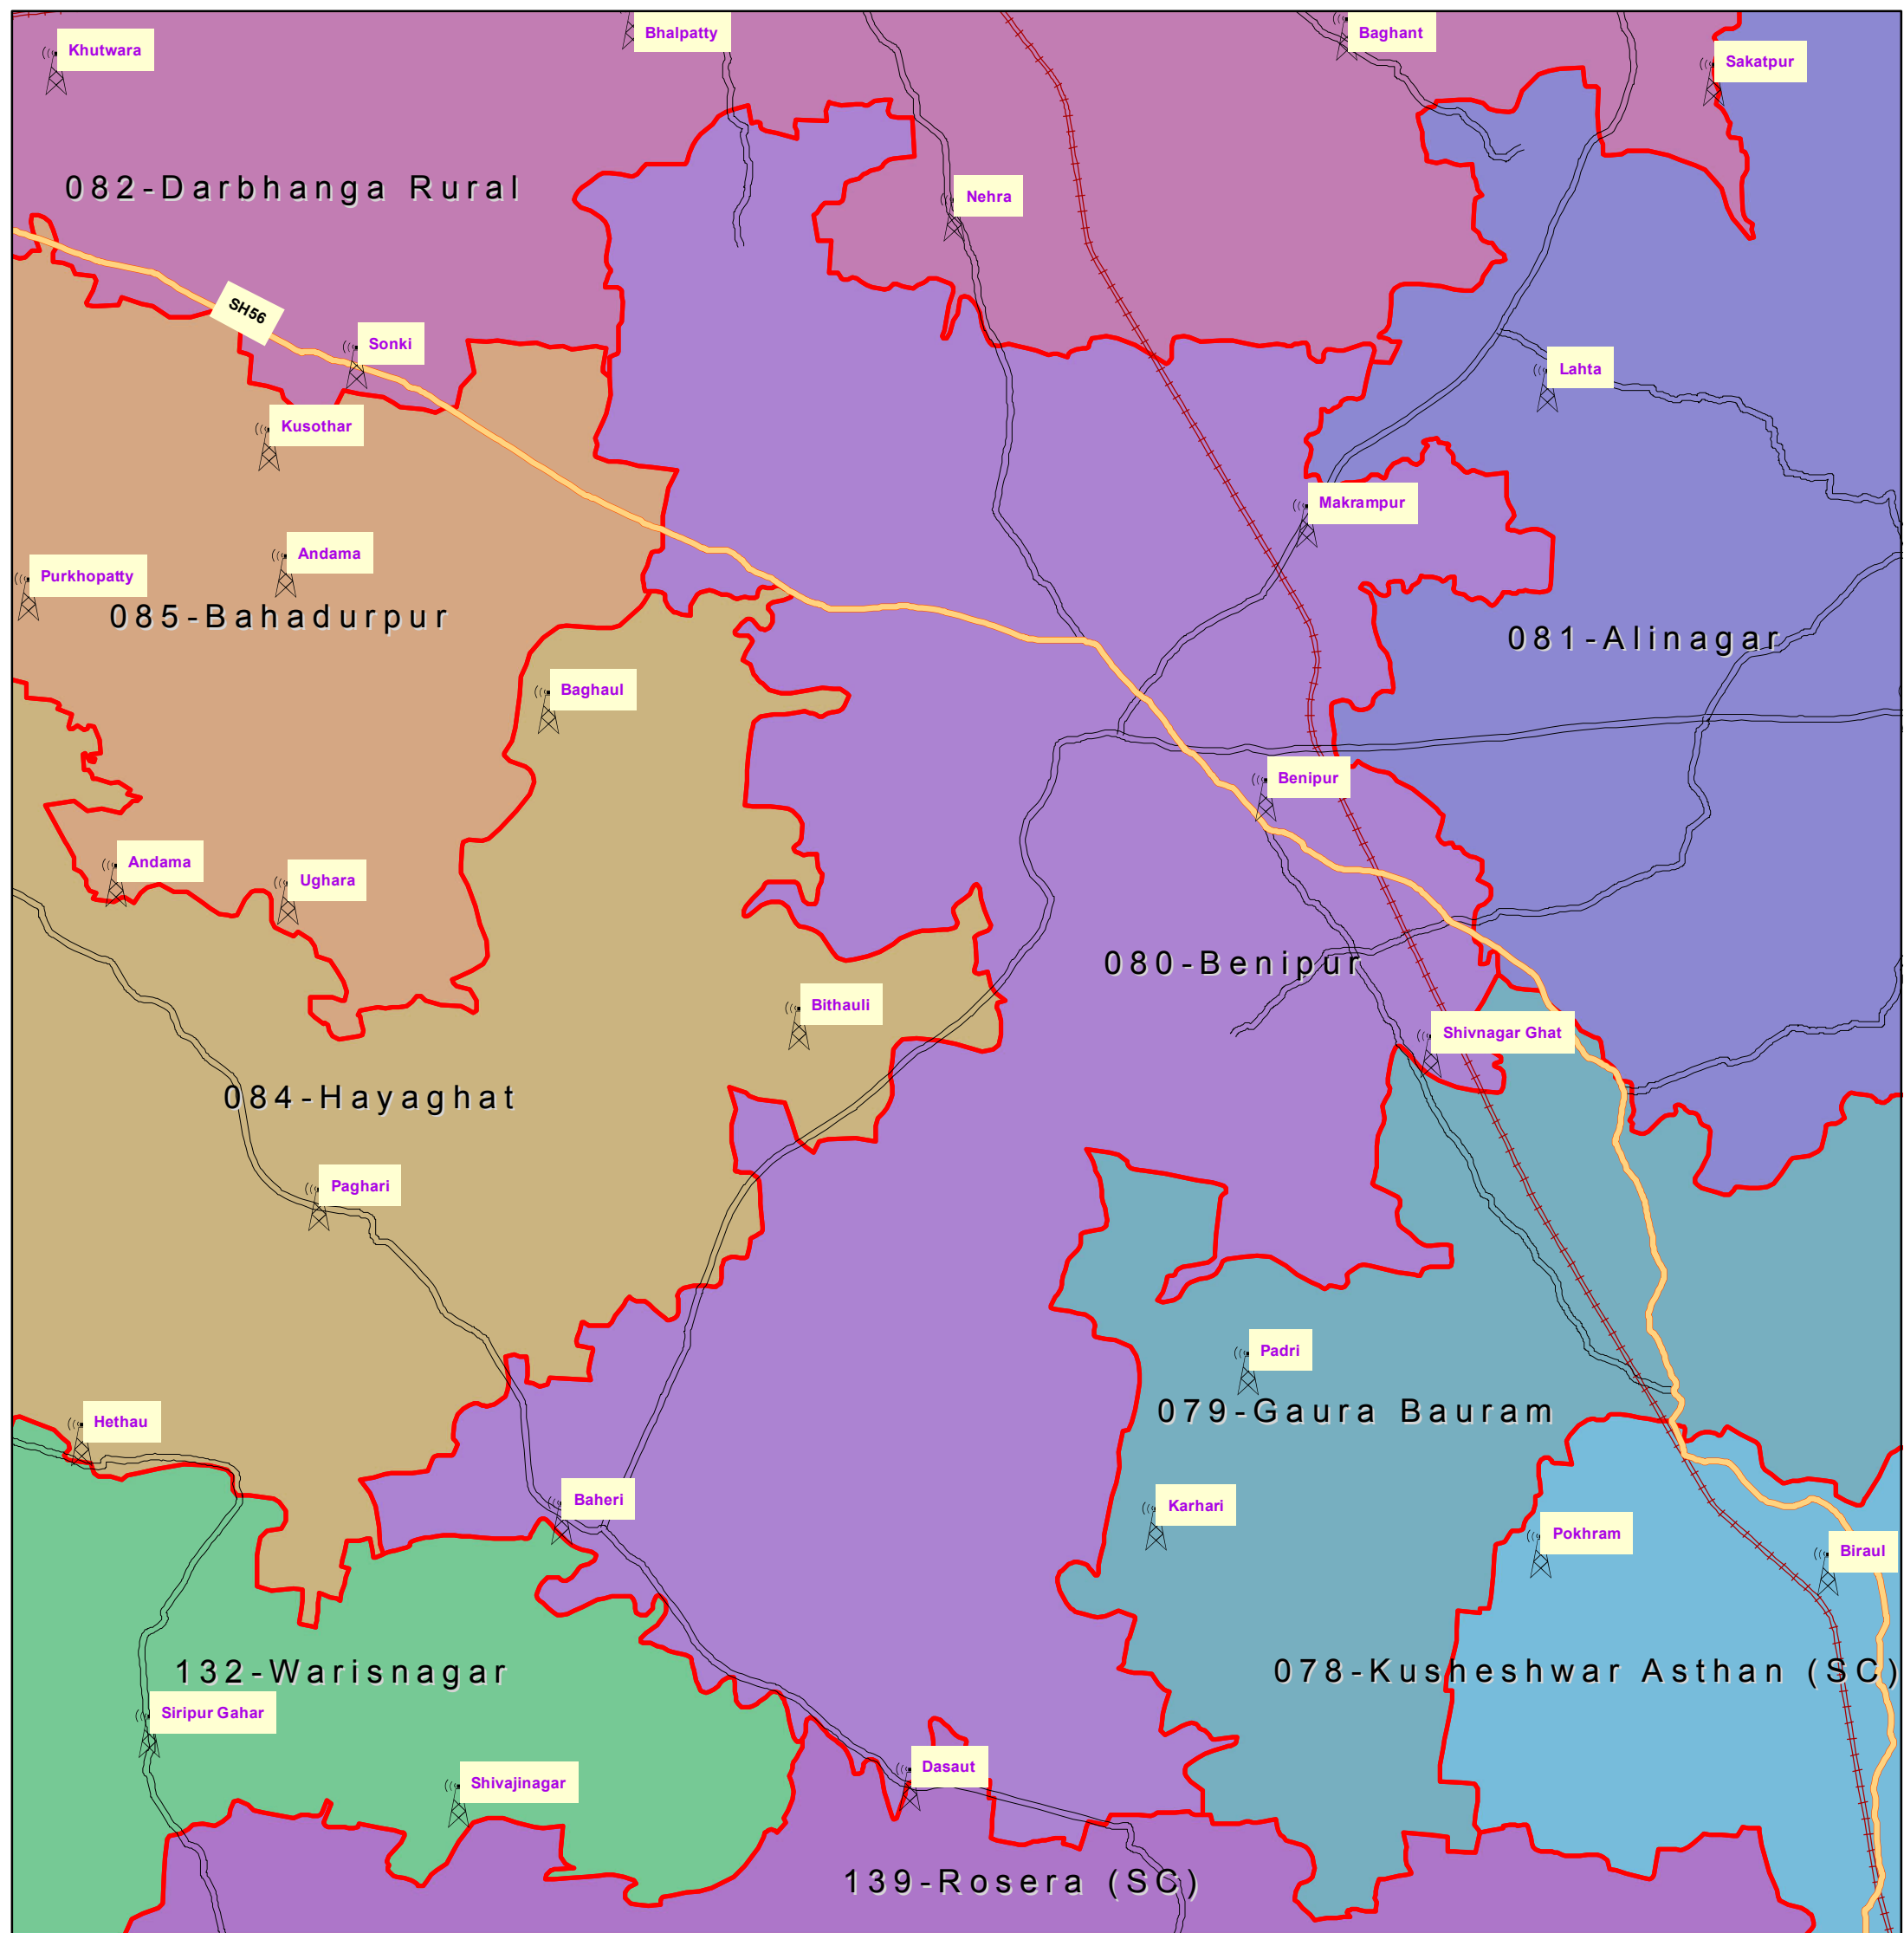 Bhalpatty
Baghant
Khutwara
Sakatpur
082-Darbhanga Rural
Nehra
SH56
Sonki
Lahta
Kusothar
Makrampur
Andama
Purkhopatty
085-Bahadurpur
081-Alinagar
Baghaul
Benipur
Andama
Ughara
080-Benipur
Bithauli
Shivnagar Ghat
084-Hayaghat
Paghari
Padri
079-Gaura Bauram
Hethau
Baheri
Karhari
Pokhram
Biraul
132-Warisnagar
078-Kusheshwar Asthan (SC)
Siripur Gahar
Dasaut
Shivajinagar
139-Rosera (SC)